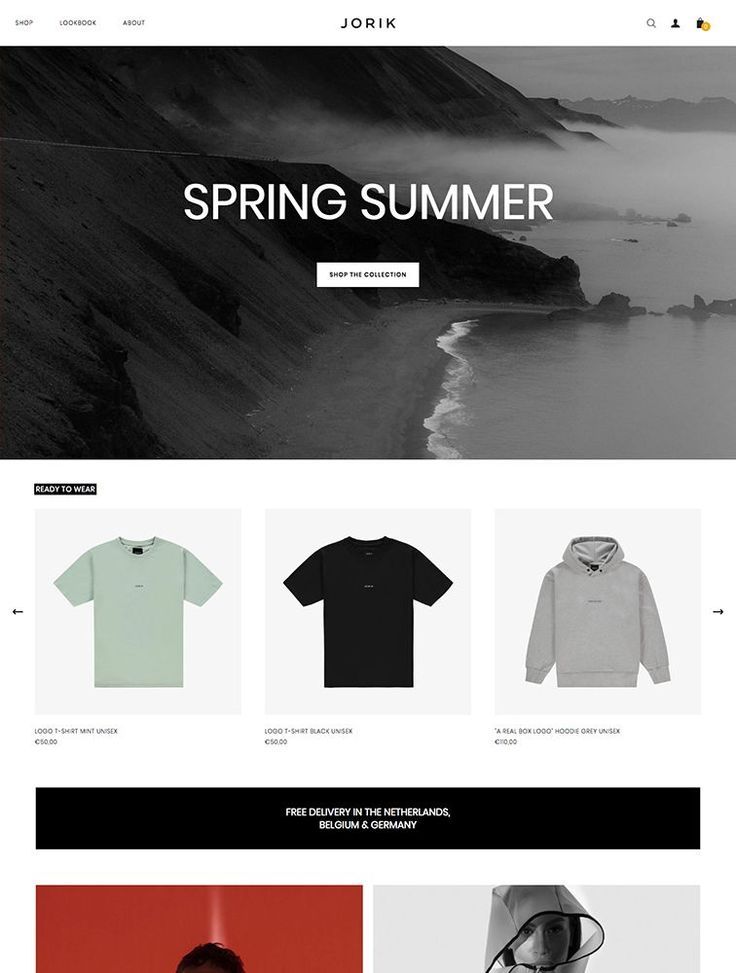 SHOP
LOOKBOOK
ABOUT
JORIK
0
SPRING SUMMER
SHOP THE COLLECTION
READY TO WEAR
JORIK
JORIK
LOGO T-SHIRT MINT UNISEX
€50,00
LOGO T-SHIRT BLACK UNISEX
€50,00
"A REAL BOX LOGO" HOODIE GREY UNISEX
€110,00
FREE DELIVERY IN THE NETHERLANDS,
BELGIUM & GERMANY